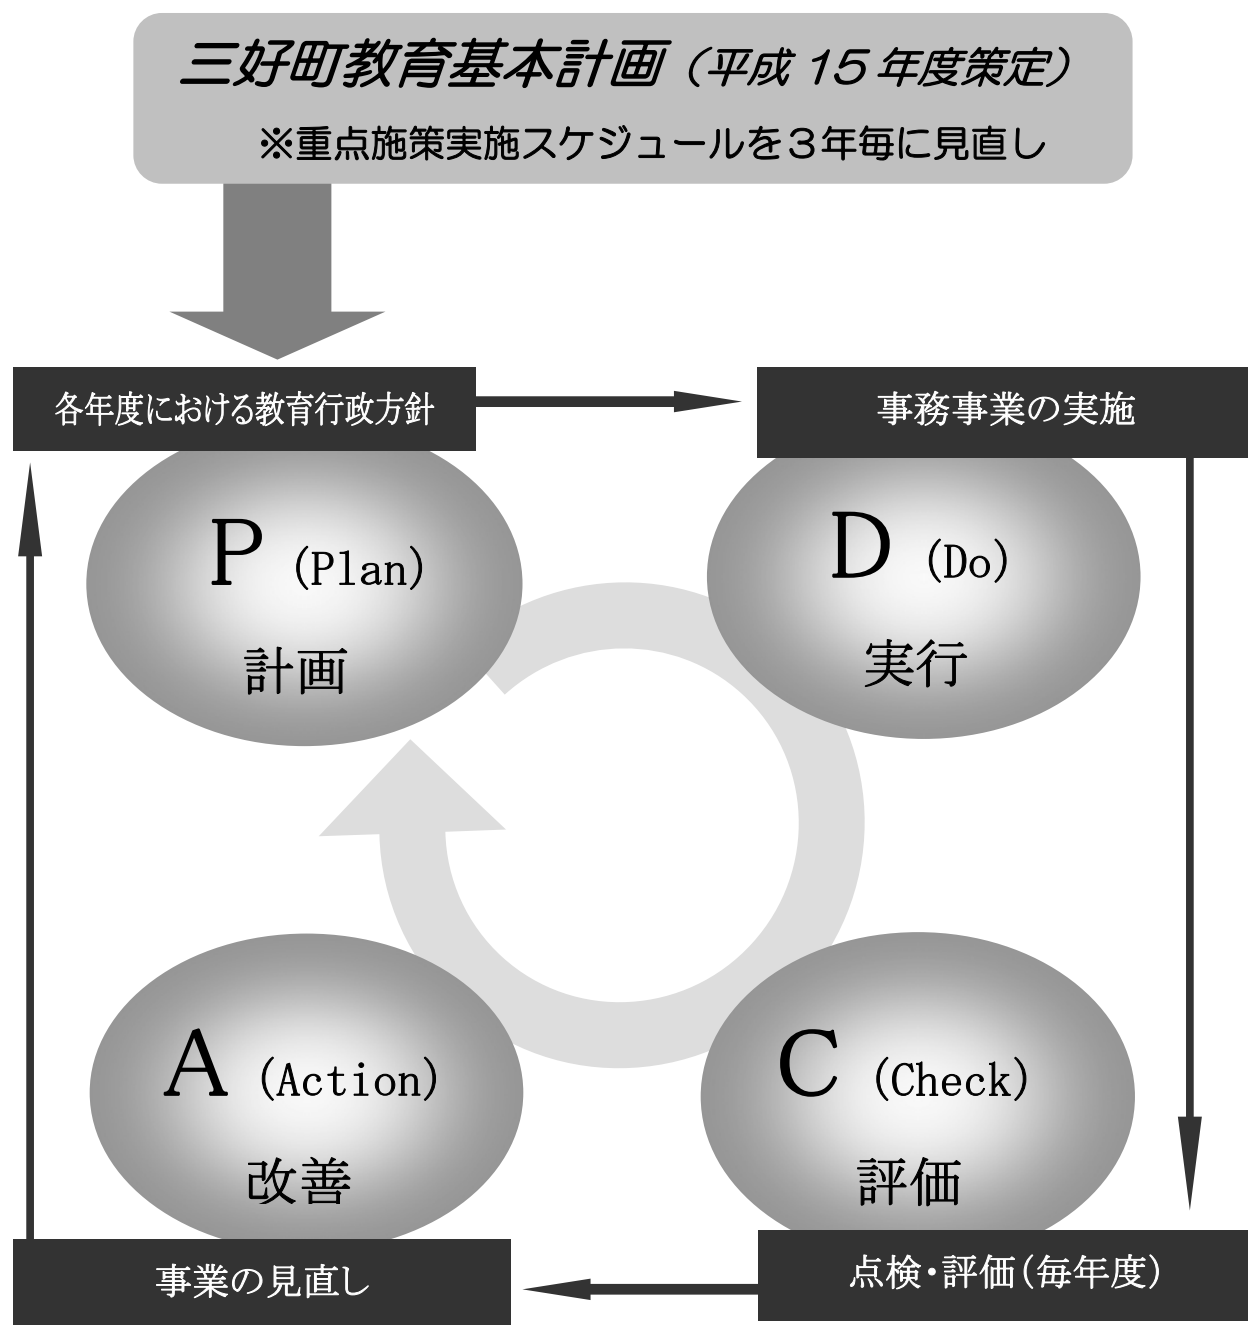 三好町教育基本計画（平成 15 年度策定）
※重点施策実施スケジュールを３年毎に見直し
各年度における教育行政方針
事務事業の実施
P (Plan)
計画
D (Do)
実行
A (Action)
改善
C (Check)
評価
事業の見直し
点検・評価（毎年度）